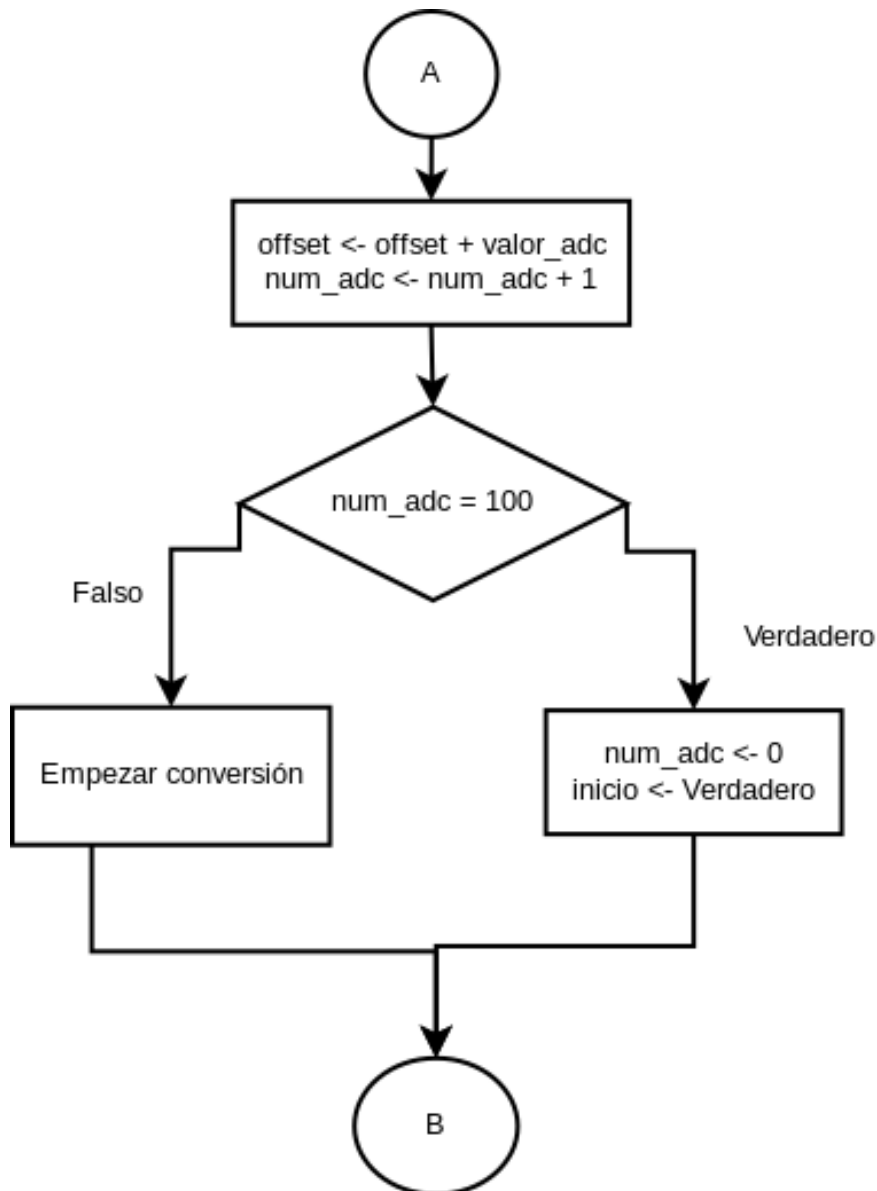 A
offset <- offset + valor_adc
num_adc <- num_adc + 1
num_adc = 100
Falso
Verdadero
Empezar conversión
num_adc <- 0
inicio <- Verdadero
B